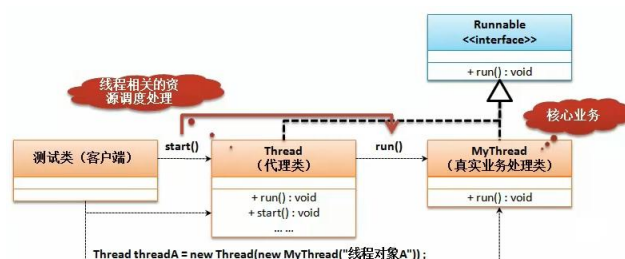 Runnable
<<interface>>
+ run() : void
线程相关的资
源调度处理
核心业务
测试类（客户端）
start()
Thread
（代理类）
+ run() : void
+ start() : void
... ...
run()
MyThread
（真实业务处理类）
+ run() : void
Thread threadA = new Thread(new MyThread("线程对象A")) ;